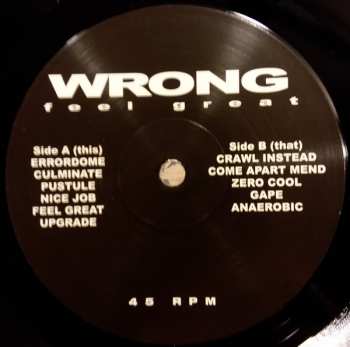 WRONG
feel great
Side A (this)
ERRORDOME
CULMINATE
PUSTULE
NICE JOB
FEEL GREAT
UPGRADE
Side B (that)
CRAWL INSTEAD
COME APART MEND
ZERO COOL
GAPE
ANAEROBIC
45 RPM